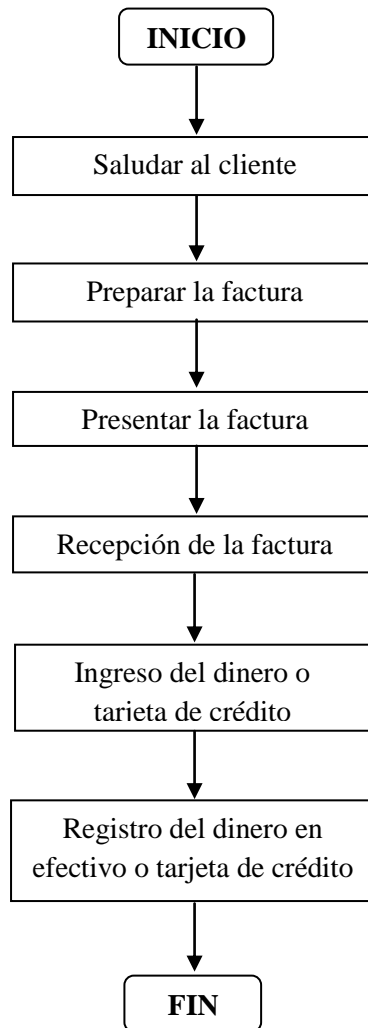 INICIO
Saludar al cliente
Preparar la factura
Presentar la factura
Recepción de la factura
Ingreso del dinero o
tarjeta de crédito
Registro del dinero en
efectivo o tarjeta de crédito
FIN